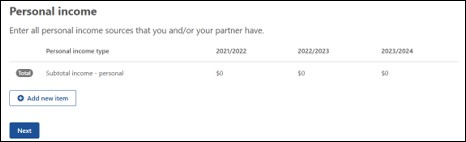 Personal income
Enter all personal income sources that you and/or your partner have.
Personal income type 2021/2022 2022/2023 2023/2024
Total Subtotal income - personal $0 $0 $0
Add new item
Next